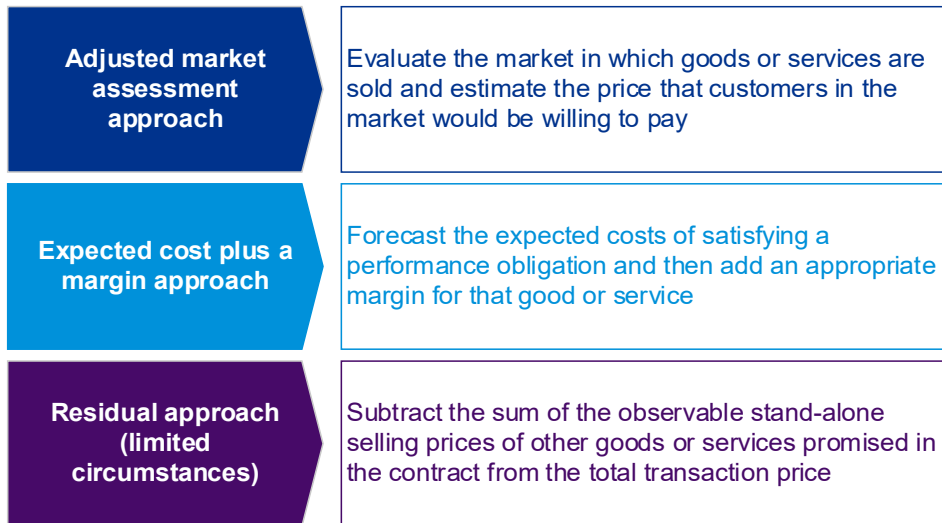 Adjusted market
assessment
approach
Evaluate the market in which goods or services are
sold and estimate the price that customers in the
market would be willing to pay
Expected cost plus a
margin approach
Forecast the expected costs of satisfying a
performance obligation and then add an appropriate
margin for that good or service
Residual approach
(limited
circumstances)
Subtract the sum of the observable stand-alone
selling prices of other goods or services promised in
the contract from the total transaction price